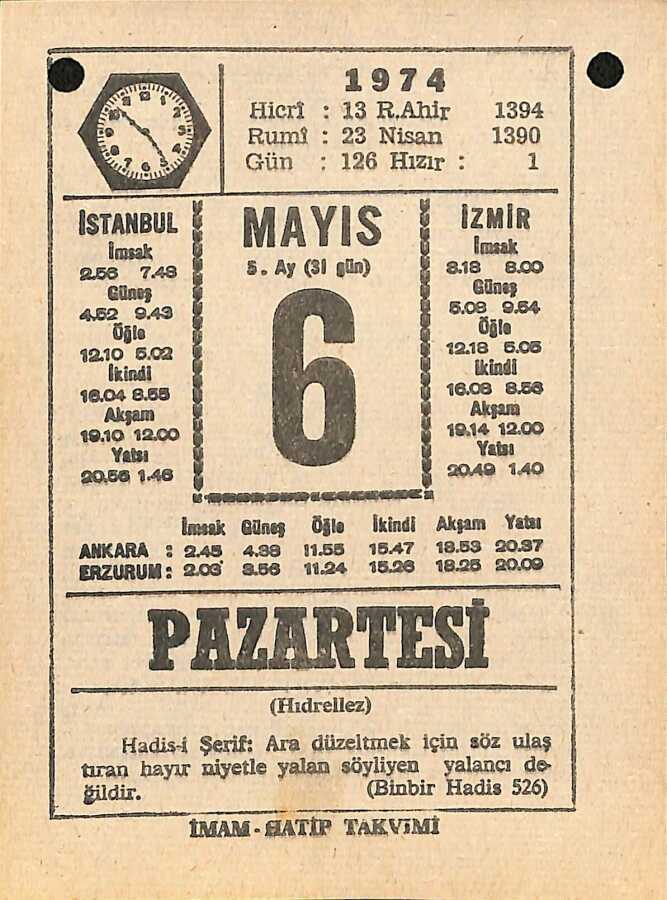 1974
Hicrî : 13 R.Ahir 1394
Rumî : 23 Nisan 1390
Gün : 126 Hızır : 1
İSTANBUL
İmsak
2.56 7.43
Güneş
4.52 9.43
Öğle
12.10 5.02
İkindi
16.04 8.55
Akşam
19.10 12.00
Yatsı
20.56 1.46
MAYIS
5. Ay (31 gün)
6
İZMİR
İmsak
3.13 8.00
Güneş
5.08 9.54
Öğle
12.18 5.05
İkindi
16.08 8.56
Akşam
19.14 12.00
Yatsı
20.49 1.40
İmsak Güneş Öğle İkindi Akşam Yatsı
ANKARA : 2.45 4.38 11.55 15.47 18.53 20.37
ERZURUM : 2.03 3.56 11.24 15.26 18.25 20.09
PAZARTESİ
(Hıdrellez)
Hadis-i Şerif: Ara düzeltmek için söz ulaş
tıran hayır niyetle yalan söyliyen yalancı de-
ğildir. (Binbir Hadis 526)
İMAM - HATİP TAKVİMİ